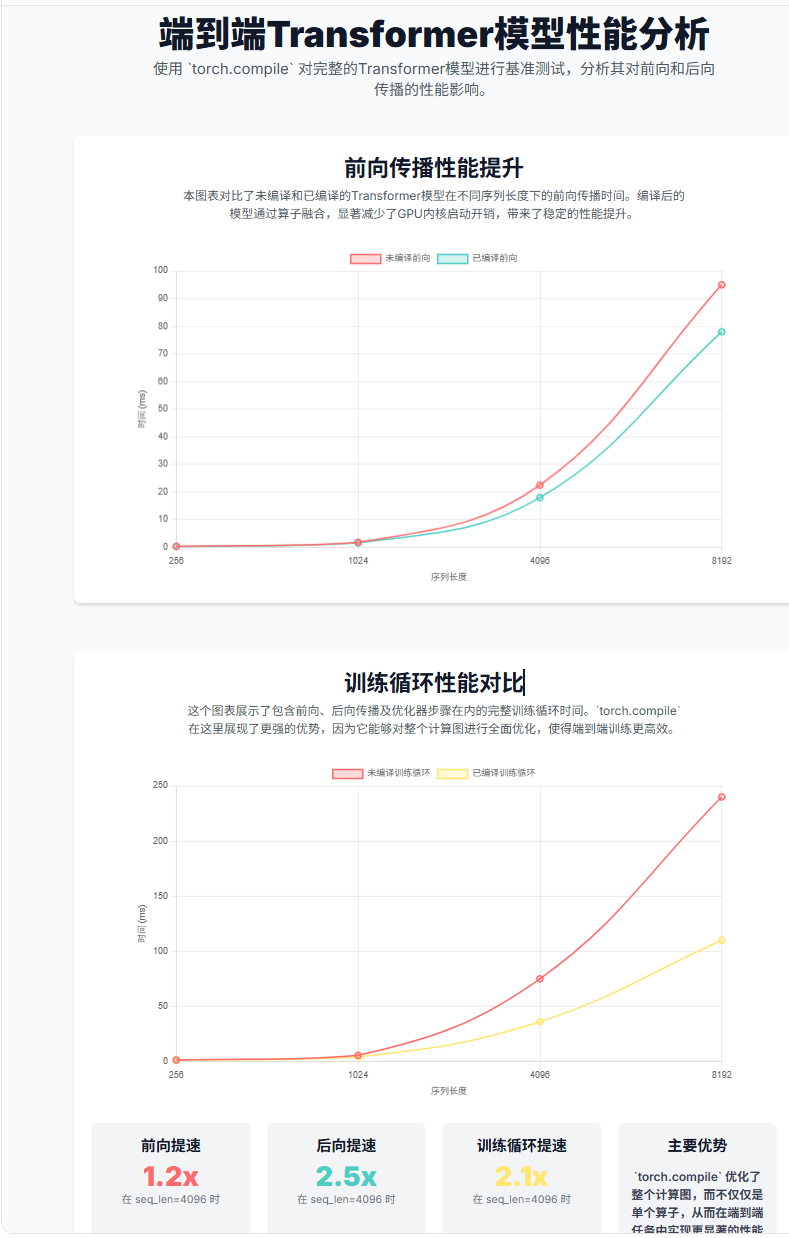 端到端Transformer模型性能分析
使用 `torch.compile` 对完整的Transformer模型进行基准测试，分析其对前向和后向
传播的性能影响。
前向传播性能提升
本图表对比了未编译和已编译的Transformer模型在不同序列长度下的前向传播时间。编译后的
模型通过算子融合，显著减少了GPU内核启动开销，带来了稳定的性能提升。
未编译前向 已编译前向
100
90
80
70
60
50
40
30
20
10
0
时间 (ms)
256 1024 4096 8192
序列长度
训练循环性能对比
这个图表展示了包含前向、后向传播及优化器步骤在内的完整训练循环时间。`torch.compile`
在这里展现了更强的优势，因为它能够对整个计算图进行全面优化，使得端到端训练更高效。
未编译训练循环 已编译训练循环
250
200
150
100
50
0
时间 (ms)
256 1024 4096 8192
序列长度
前向提速
1.2x
在 seq_len=4096 时
后向提速
2.5x
在 seq_len=4096 时
训练循环提速
2.1x
在 seq_len=4096 时
主要优势
`torch.compile` 优化了
整个计算图，而不仅仅是
单个算子，从而在端到端
任务中实现更显著的性能